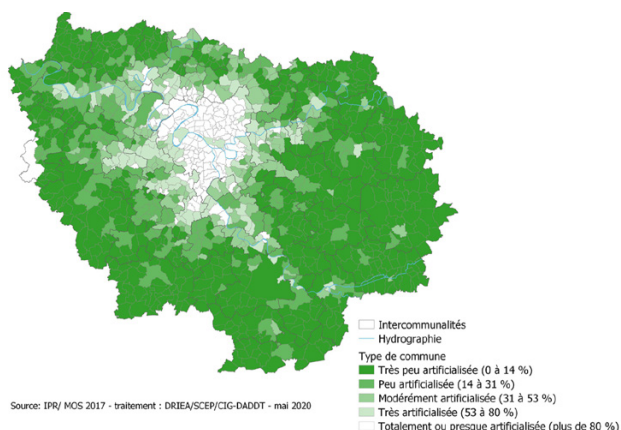 Intercommunalités
Hydrographie
Type de commune
Très peu artificialisée (0 à 14 %)
Peu artificialisée (14 à 31 %)
Modérément artificialisée (31 à 53 %)
Très artificialisée (53 à 80 %)
Totalement ou presque artificialisée (plus de 80 %)
Source: IPR/ MOS 2017 - traitement : DRIEA/SCEP/CIG-DADDT - mai 2020